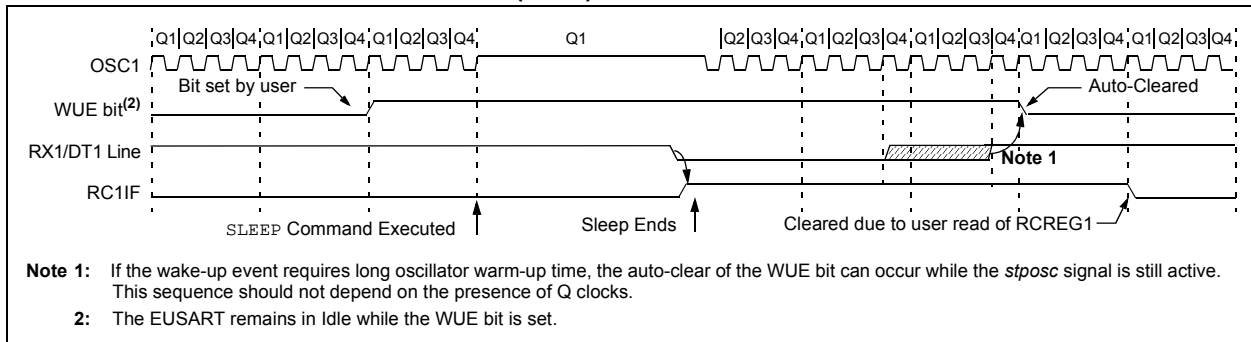 Q1 Q2 Q3 Q4 Q1 Q2 Q3 Q4 Q1 Q2 Q3 Q4 Q1 Q2 Q3 Q4 Q1 Q2 Q3 Q4 Q1 Q2 Q3 Q4 Q1 Q2 Q3 Q4 Q1 Q2 Q3 Q4
OSC1
Bit set by user
Auto-Cleared
WUE bit(2)
RX1/DT1 Line
Note 1
RC1IF
SLEEP Command Executed
Sleep Ends
Cleared due to user read of RCREG1
Note 1: If the wake-up event requires long oscillator warm-up time, the auto-clear of the WUE bit can occur while the stposc signal is still active.
This sequence should not depend on the presence of Q clocks.
2: The EUSART remains in Idle while the WUE bit is set.